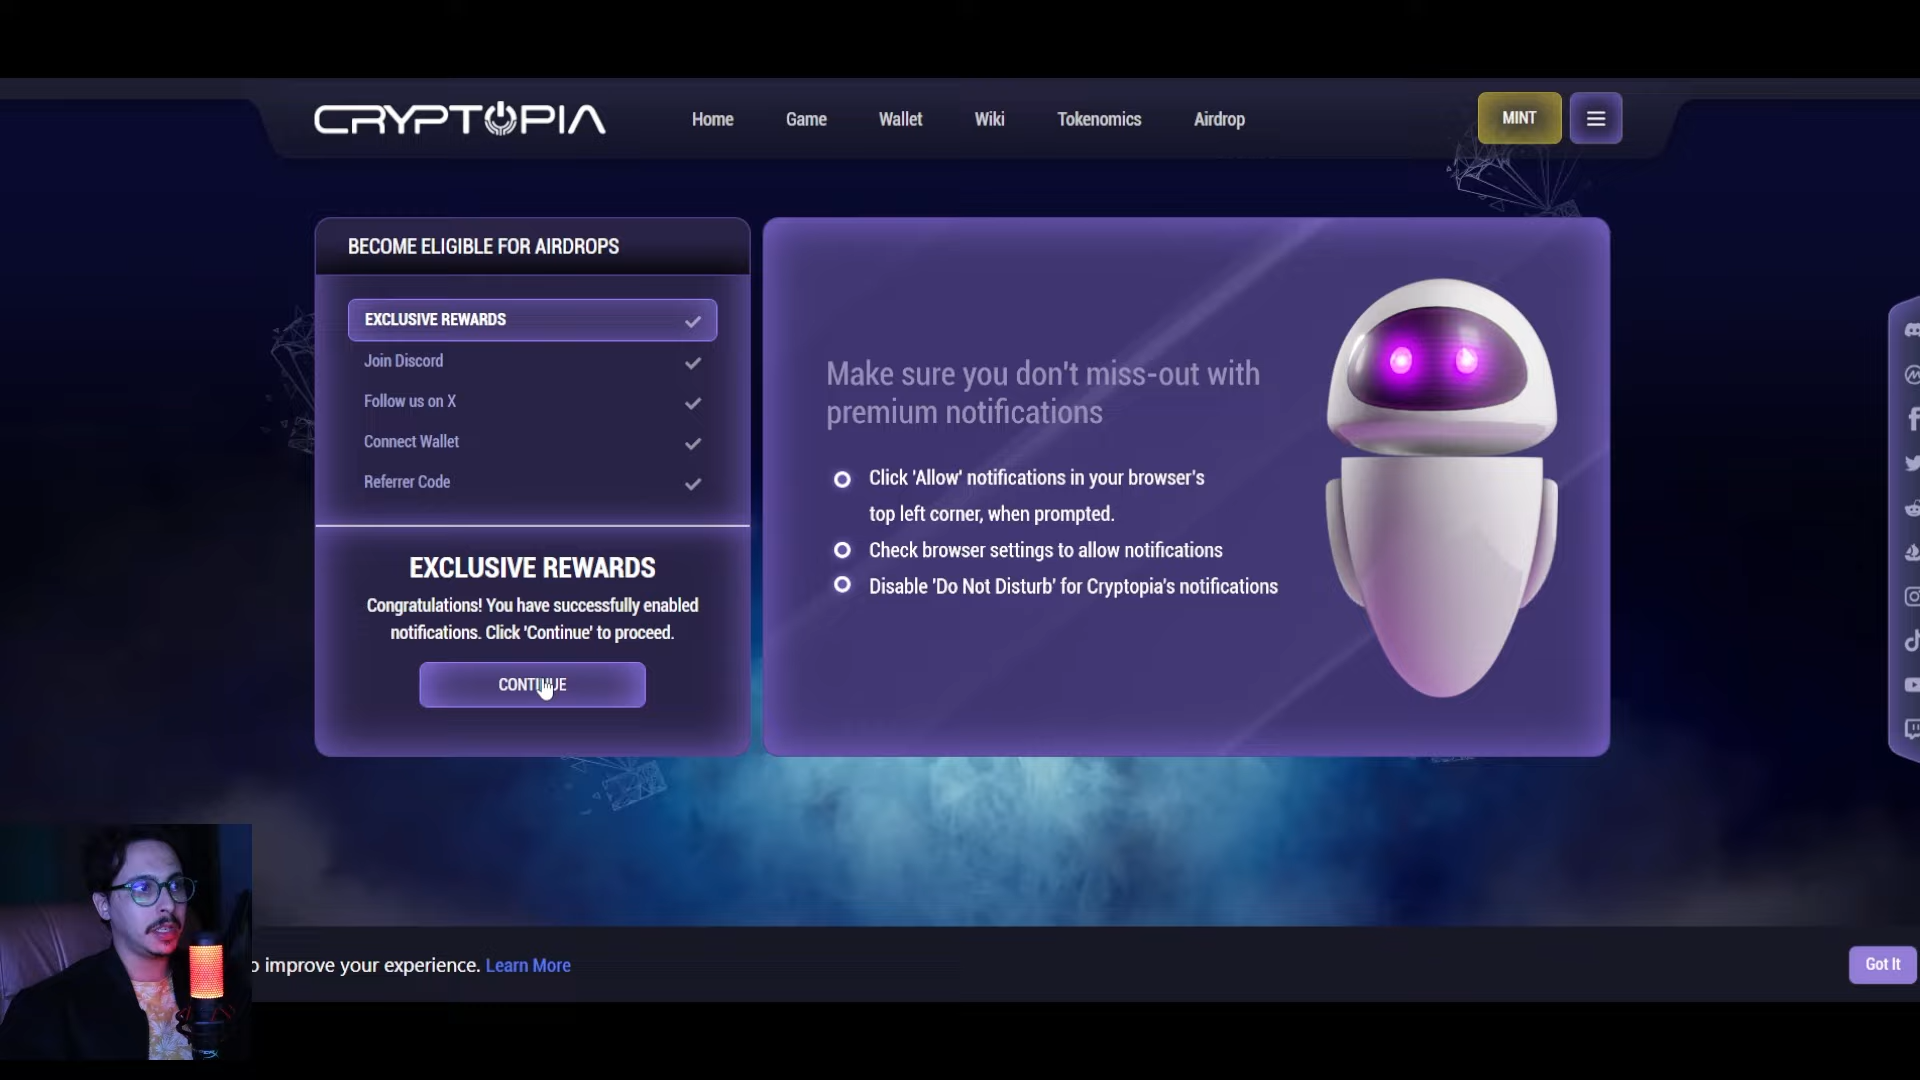 CRYPTOPIA
Home
Game
Wallet
Wiki
Tokenomics
Airdrop
MINT
BECOME ELIGIBLE FOR AIRDROPS
EXCLUSIVE REWARDS
Join Discord
Follow us on X
Connect Wallet
Referrer Code
EXCLUSIVE REWARDS
Congratulations! You have successfully enabled
notifications. Click 'Continue' to proceed.
CONTINUE
Make sure you don't miss-out with
premium notifications
Click 'Allow' notifications in your browser's
top left corner, when prompted.
Check browser settings to allow notifications
Disable 'Do Not Disturb' for Cryptopia's notifications
o improve your experience. Learn More
Got It